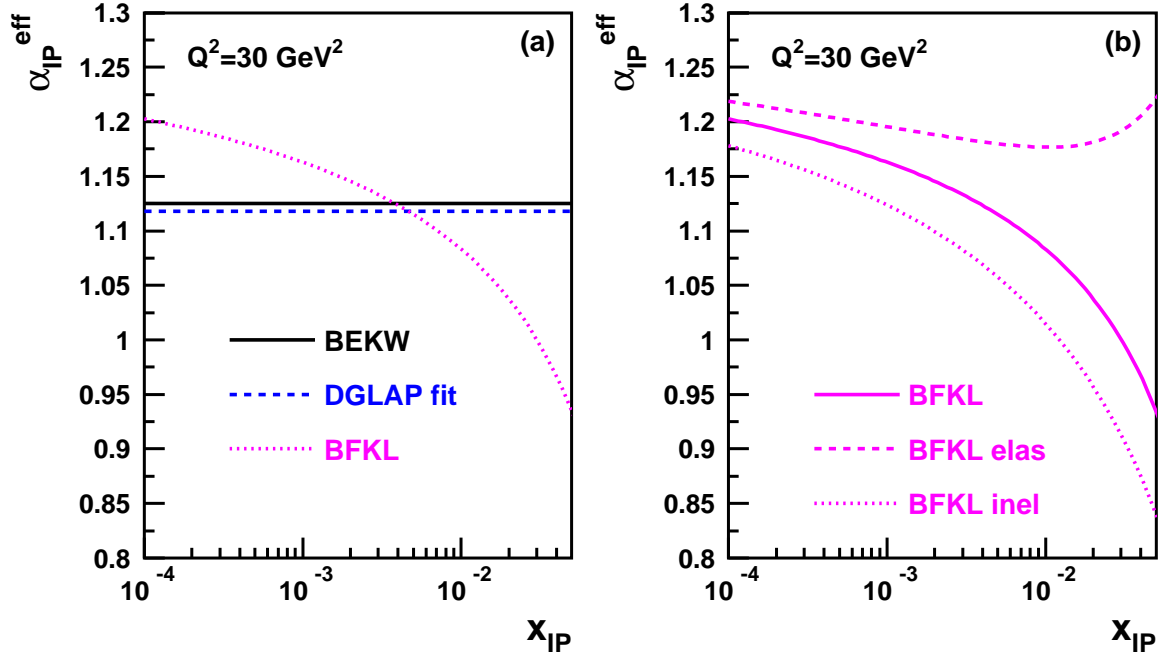 α_IP^eff
Q²=30 GeV²
(a)
1.3
1.25
1.2
1.15
1.1
1.05
1
0.95
0.9
0.85
0.8
BEKW
DGLAP fit
BFKL
10⁻⁴
10⁻³
10⁻²
x_IP
α_IP^eff
Q²=30 GeV²
(b)
1.3
1.25
1.2
1.15
1.1
1.05
1
0.95
0.9
0.85
0.8
BFKL
BFKL elas
BFKL inel
10⁻⁴
10⁻³
10⁻²
x_IP